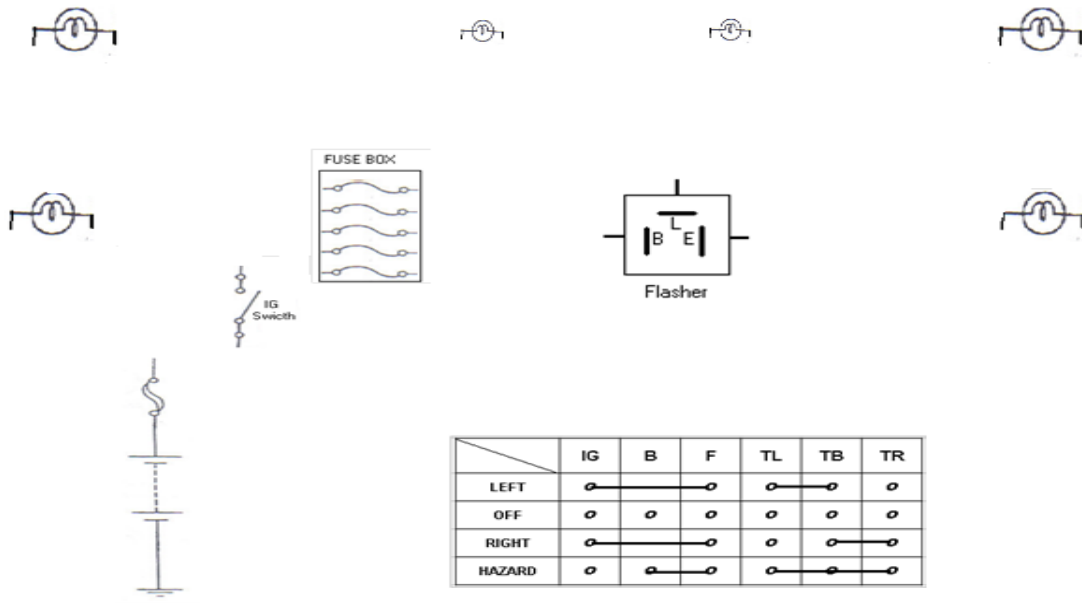 FUSE BOX
L
B E
Flasher
IG
Swicth
IG B F TL TB TR
LEFT
OFF
RIGHT
HAZARD